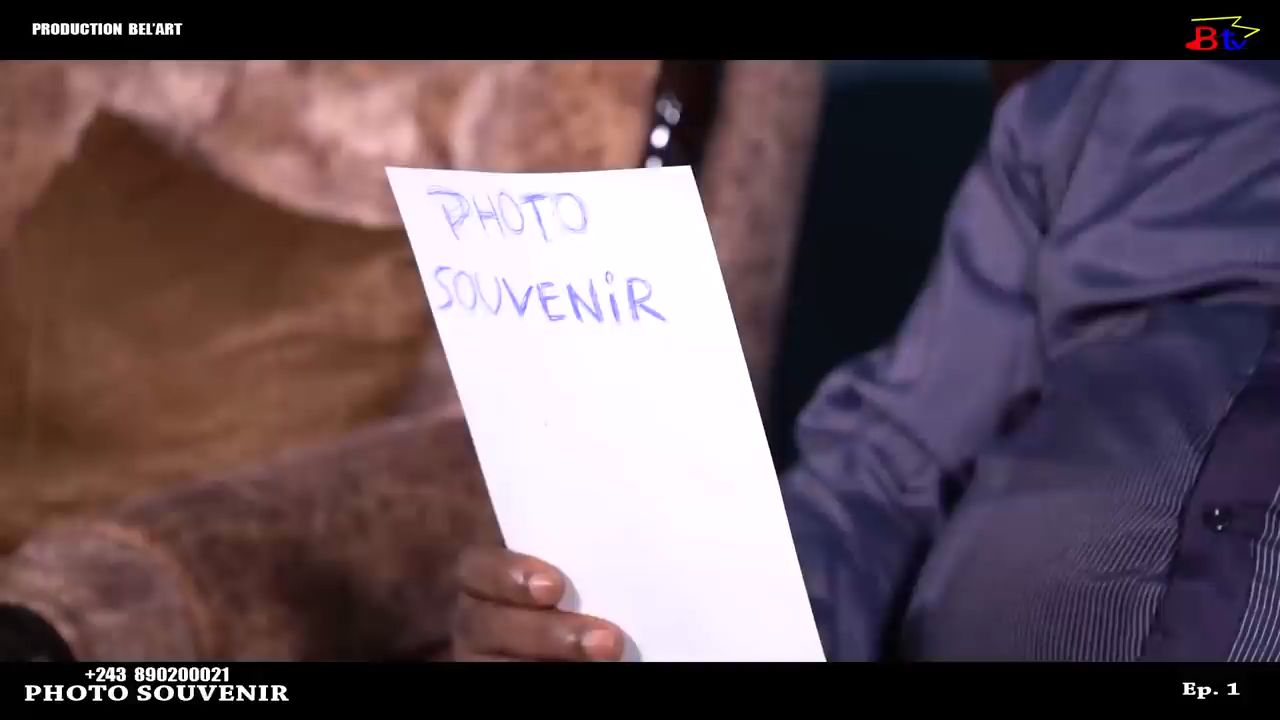 PRODUCTION BEL'ART
Btv
PHOTO
SOUVENiR
+243 890200021
PHOTO SOUVENIR
Ep. 1